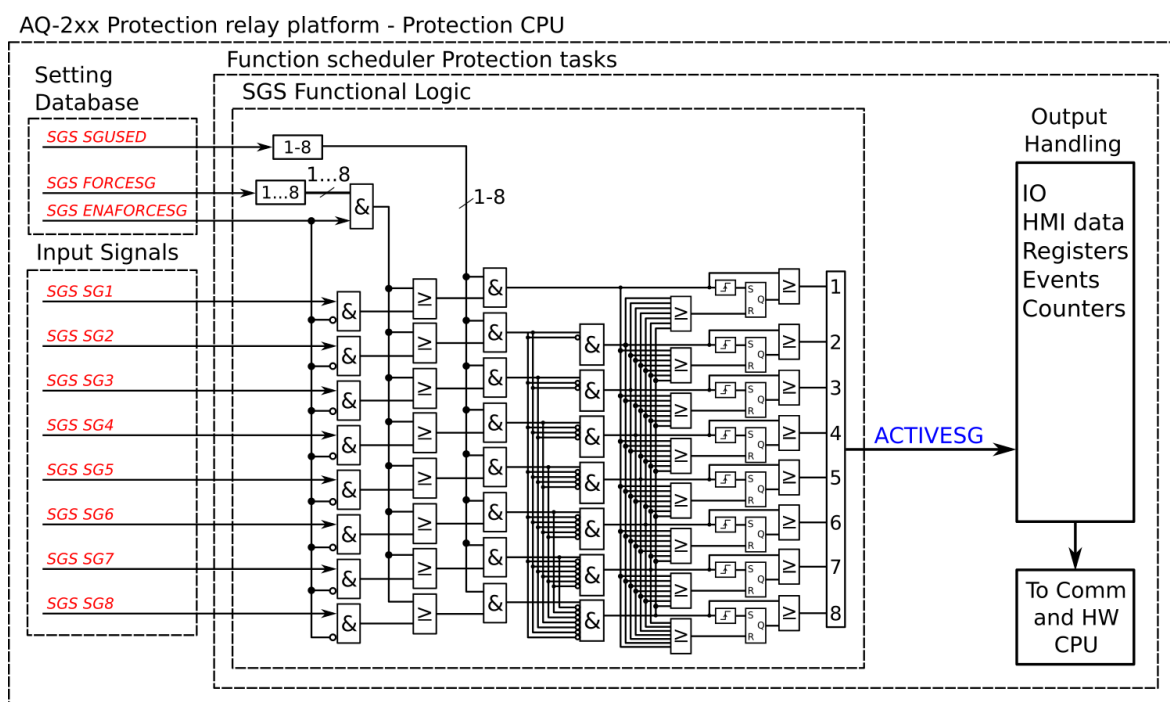 AQ-2xx Protection relay platform - Protection CPU
Setting
Database
Function scheduler Protection tasks
SGS Functional Logic
SGS SGUSED
1-8
SGS FORCESG
1...8
1...8
&
1-8
SGS ENAFORCESG
Input Signals
SGS SG1
& ≥ & ≥ S Q R ≥ 1
SGS SG2
& ≥ & & ≥ S Q R ≥ 2
SGS SG3
& ≥ & & ≥ S Q R ≥ 3
SGS SG4
& ≥ & & ≥ S Q R ≥ 4
SGS SG5
& ≥ & & ≥ S Q R ≥ 5
SGS SG6
& ≥ & & ≥ S Q R ≥ 6
SGS SG7
& ≥ & & ≥ S Q R ≥ 7
SGS SG8
& ≥ & & ≥ S Q R ≥ 8
ACTIVESG
Output
Handling
IO
HMI data
Registers
Events
Counters
To Comm
and HW
CPU